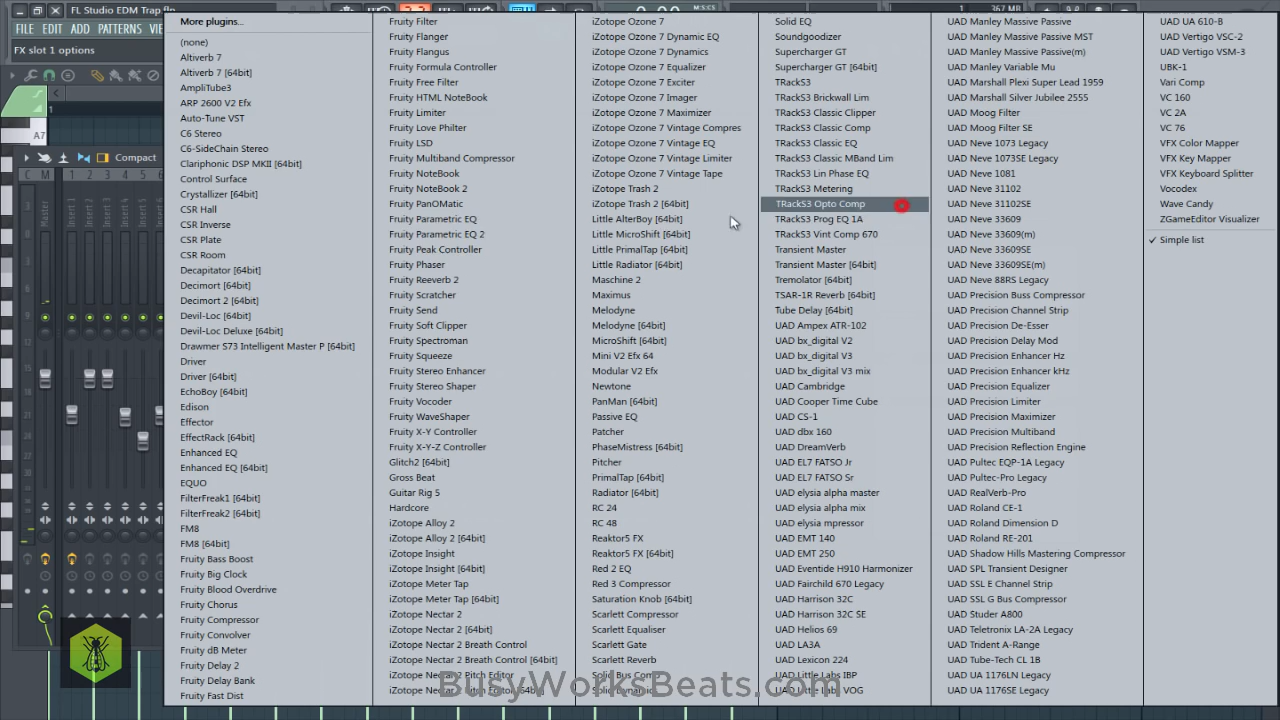 FL Studio EDM Trap.flp
FILE EDIT ADD PATTERNS
FX slot 1 options
1
A7
Compact
C M 1 2 3 4 5
Master
Insert 1
More plugins...
(none)
Altiverb 7
Altiverb 7 [64bit]
AmpliTube3
ARP 2600 V2 Efx
Auto-Tune VST
C6 Stereo
C6-SideChain Stereo
Clariphonic DSP MKII [64bit]
Control Surface
Crystallizer [64bit]
CSR Hall
CSR Inverse
CSR Plate
CSR Room
Decapitator [64bit]
Decimort [64bit]
Decimort 2 [64bit]
Devil-Loc [64bit]
Devil-Loc Deluxe [64bit]
Drawmer S73 Intelligent Master P [64bit]
Driver
Driver [64bit]
EchoBoy [64bit]
Edison
Effector
EffectRack [64bit]
Enhanced EQ
Enhanced EQ [64bit]
EQUO
FilterFreak1 [64bit]
FilterFreak2 [64bit]
FM8
FM8 [64bit]
Fruity Bass Boost
Fruity Big Clock
Fruity Blood Overdrive
Fruity Chorus
Fruity Compressor
Fruity Convolver
Fruity dB Meter
Fruity Delay 2
Fruity Delay Bank
Fruity Fast Dist
Fruity Filter
Fruity Flanger
Fruity Flangus
Fruity Formula Controller
Fruity Free Filter
Fruity HTML NoteBook
Fruity Limiter
Fruity Love Philter
Fruity LSD
Fruity Multiband Compressor
Fruity NoteBook
Fruity NoteBook 2
Fruity PanOMatic
Fruity Parametric EQ
Fruity Parametric EQ 2
Fruity Peak Controller
Fruity Phaser
Fruity Reeverb 2
Fruity Scratcher
Fruity Send
Fruity Soft Clipper
Fruity Spectroman
Fruity Squeeze
Fruity Stereo Enhancer
Fruity Stereo Shaper
Fruity Vocoder
Fruity WaveShaper
Fruity X-Y Controller
Fruity X-Y-Z Controller
Glitch2 [64bit]
Gross Beat
Guitar Rig 5
Hardcore
iZotope Alloy 2
iZotope Alloy 2 [64bit]
iZotope Insight
iZotope Insight [64bit]
iZotope Meter Tap
iZotope Meter Tap [64bit]
iZotope Nectar 2
iZotope Nectar 2 [64bit]
iZotope Nectar 2 Breath Control
iZotope Nectar 2 Breath Control [64bit]
iZotope Nectar 2 Pitch Editor
iZotope Nectar 2 Pitch Editor [64bit]
iZotope Ozone 7
iZotope Ozone 7 Dynamic EQ
iZotope Ozone 7 Dynamics
iZotope Ozone 7 Equalizer
iZotope Ozone 7 Exciter
iZotope Ozone 7 Imager
iZotope Ozone 7 Maximizer
iZotope Ozone 7 Vintage Compres
iZotope Ozone 7 Vintage EQ
iZotope Ozone 7 Vintage Limiter
iZotope Ozone 7 Vintage Tape
iZotope Trash 2
iZotope Trash 2 [64bit]
Little AlterBoy [64bit]
Little MicroShift [64bit]
Little PrimalTap [64bit]
Little Radiator [64bit]
Maschine 2
Maximus
Melodyne
Melodyne [64bit]
MicroShift [64bit]
Mini V2 Efx 64
Modular V2 Efx
Newtone
PanMan [64bit]
Passive EQ
Patcher
PhaseMistress [64bit]
Pitcher
PrimalTap [64bit]
Radiator [64bit]
RC 24
RC 48
Reaktor5 FX
Reaktor5 FX [64bit]
Red 2 EQ
Red 3 Compressor
Saturation Knob [64bit]
Scarlett Compressor
Scarlett Equaliser
Scarlett Gate
Scarlett Reverb
Solid Bus Comp
Solid Dynamics
Solid EQ
Soundgoodizer
Supercharger GT
Supercharger GT [64bit]
TRackS3
TRackS3 Brickwall Lim
TRackS3 Classic Clipper
TRackS3 Classic Comp
TRackS3 Classic EQ
TRackS3 Classic MBand Lim
TRackS3 Lin Phase EQ
TRackS3 Metering
TRackS3 Opto Comp
TRackS3 Prog EQ 1A
TRackS3 Vint Comp 670
Transient Master
Transient Master [64bit]
Tremolator [64bit]
TSAR-1R Reverb [64bit]
Tube Delay [64bit]
UAD Ampex ATR-102
UAD bx_digital V2
UAD bx_digital V3
UAD bx_digital V3 mix
UAD Cambridge
UAD Cooper Time Cube
UAD CS-1
UAD dbx 160
UAD DreamVerb
UAD EL7 FATSO Jr
UAD EL7 FATSO Sr
UAD elysia alpha master
UAD elysia alpha mix
UAD elysia mpressor
UAD EMT 140
UAD EMT 250
UAD Eventide H910 Harmonizer
UAD Fairchild 670 Legacy
UAD Harrison 32C
UAD Harrison 32C SE
UAD Helios 69
UAD LA3A
UAD Lexicon 224
UAD Little Labs IBP
UAD Little Labs VOG
UAD Manley Massive Passive
UAD Manley Massive Passive MST
UAD Manley Massive Passive(m)
UAD Manley Variable Mu
UAD Marshall Plexi Super Lead 1959
UAD Marshall Silver Jubilee 2555
UAD Moog Filter
UAD Moog Filter SE
UAD Neve 1073 Legacy
UAD Neve 1073SE Legacy
UAD Neve 1081
UAD Neve 31102
UAD Neve 31102SE
UAD Neve 33609
UAD Neve 33609(m)
UAD Neve 33609SE
UAD Neve 33609SE(m)
UAD Neve 88RS Legacy
UAD Precision Buss Compressor
UAD Precision Channel Strip
UAD Precision De-Esser
UAD Precision Delay Mod
UAD Precision Enhancer Hz
UAD Precision Enhancer kHz
UAD Precision Equalizer
UAD Precision Limiter
UAD Precision Maximizer
UAD Precision Multiband
UAD Precision Reflection Engine
UAD Pultec EQP-1A Legacy
UAD Pultec-Pro Legacy
UAD RealVerb-Pro
UAD Roland CE-1
UAD Roland Dimension D
UAD Roland RE-201
UAD Shadow Hills Mastering Compressor
UAD SPL Transient Designer
UAD SSL E Channel Strip
UAD SSL G Bus Compressor
UAD Studer A800
UAD Teletronix LA-2A Legacy
UAD Trident A-Range
UAD Tube-Tech CL 1B
UAD UA 1176LN Legacy
UAD UA 1176SE Legacy
UAD UA 610-B
UAD Vertigo VSC-2
UAD Vertigo VSM-3
UBK-1
Vari Comp
VC 160
VC 2A
VC 76
VFX Color Mapper
VFX Key Mapper
VFX Keyboard Splitter
Vocodex
Wave Candy
ZGameEditor Visualizer
Simple list
BusyWorksBeats.com